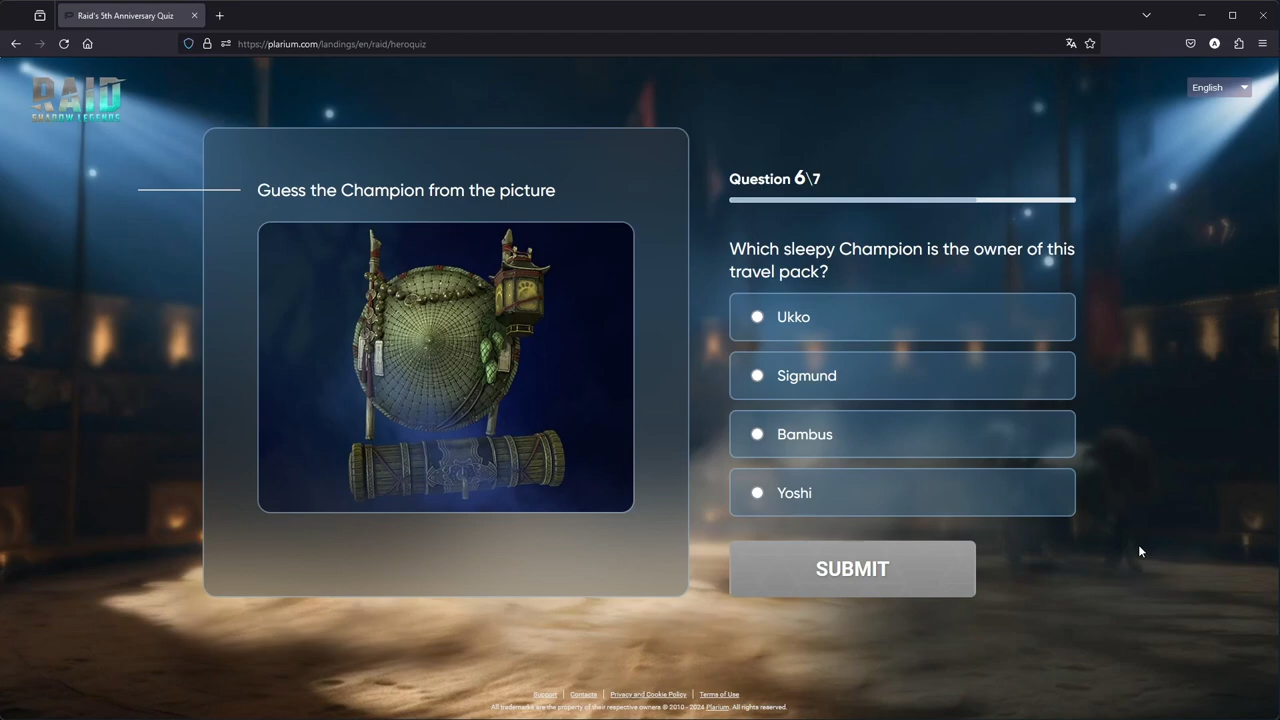 Raid's 5th Anniversary Quiz
https://plarium.com/landings/en/raid/heroquiz
A
RAID
SHADOW LEGENDS
English
Guess the Champion from the picture
Question 6\7
Which sleepy Champion is the owner of this
travel pack?
Ukko
Sigmund
Bambus
Yoshi
SUBMIT
Support
Contacts
Privacy and Cookie Policy
Terms of Use
All trademarks are the property of their respective owners © 2010–2024 Plarium. All rights reserved.